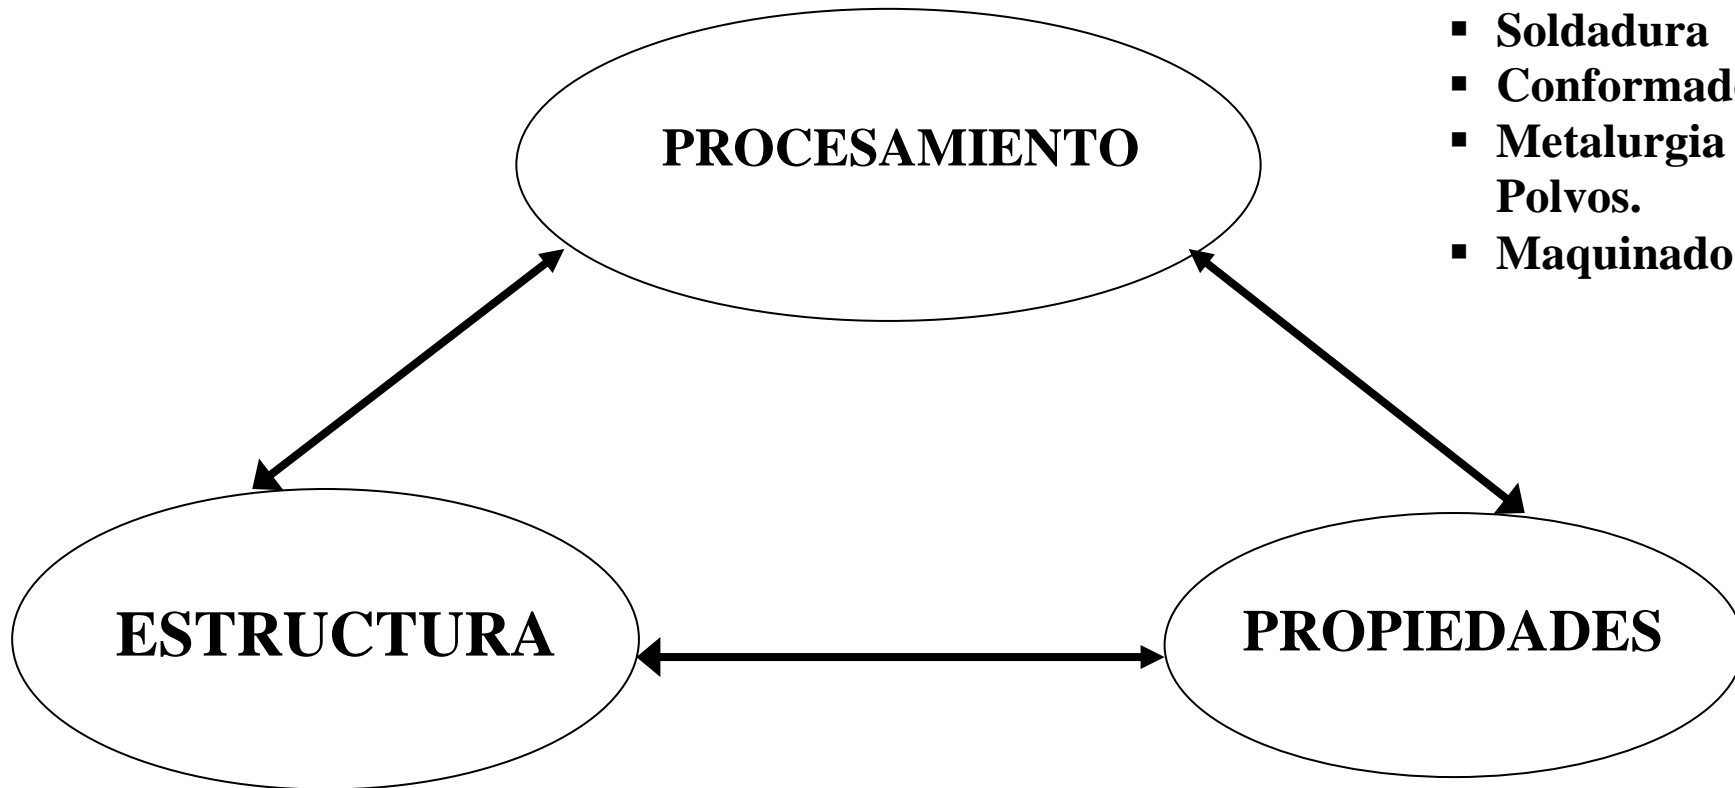 ▪ Soldadura
▪ Metalurgia
Polvos.
▪ Maquinado
PROCESAMIENTO
ESTRUCTURA
PROPIEDADES